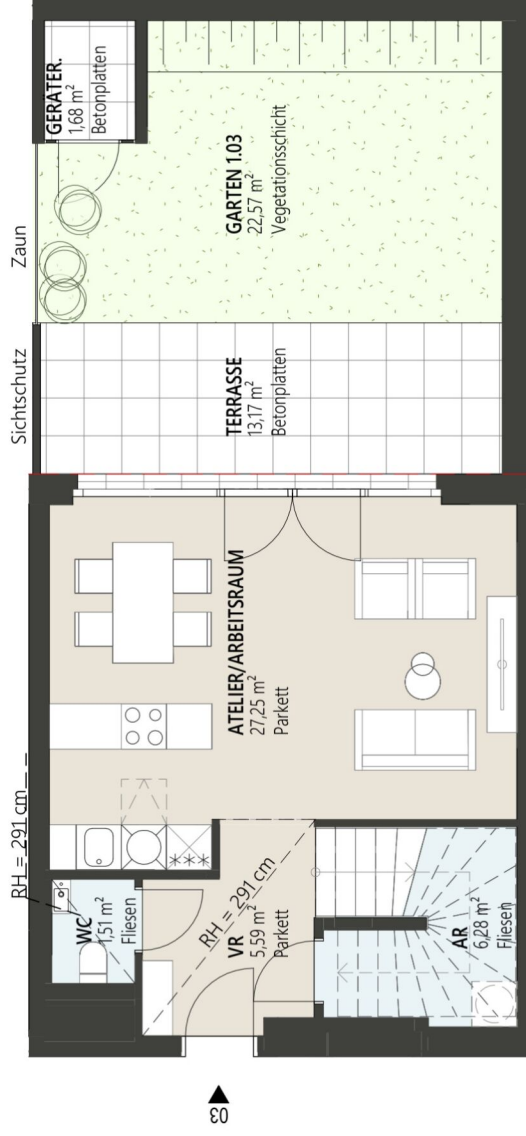 GERÄTER.
1,68 m²
Betonplatten
Zaun
GARTEN 1.03
22,57 m²
Vegetationsschicht
Sichtschutz
TERRASSE
13,17 m²
Betonplatten
ATELIER/ARBEITSRAUM
27,25 m²
Parkett
RH = 291 cm
WC
1,51 m²
Fliesen
RH = 291 cm
VR
5,59 m²
Parkett
AR
6,28 m²
Fliesen
03